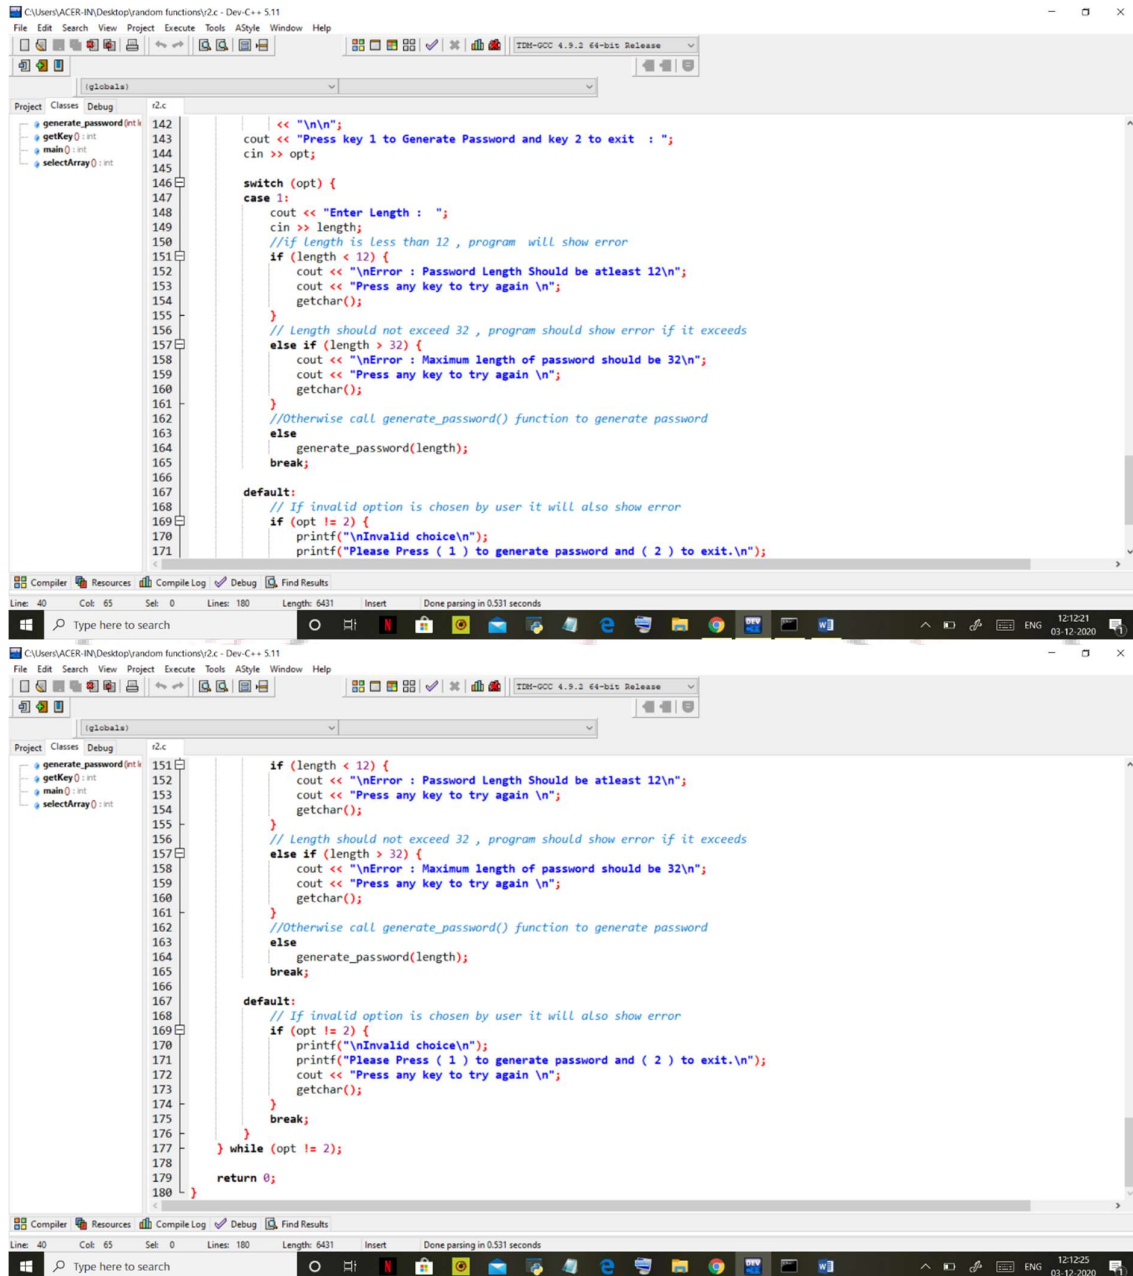 C:\Users\ACER-IN\Desktop\random functions\r2.c - Dev-C++ 5.11
File Edit Search View Project Execute Tools AStyle Window Help
TDM-GCC 4.9.2 64-bit Release
(globals)
Project Classes Debug r2.c
generate_password (int l
getKey () : int
main () : int
selectArray () : int
142 << "\n\n";
143 cout << "Press key 1 to Generate Password and key 2 to exit  : ";
144 cin >> opt;
145
146 switch (opt) {
147 case 1:
148 cout << "Enter Length :  ";
149 cin >> length;
150 //if length is less than 12 , program  will show error
151 if (length < 12) {
152 cout << "\nError : Password Length Should be atleast 12\n";
153 cout << "Press any key to try again \n";
154 getchar();
155 }
156 // Length should not exceed 32 , program should show error if it exceeds
157 else if (length > 32) {
158 cout << "\nError : Maximum length of password should be 32\n";
159 cout << "Press any key to try again \n";
160 getchar();
161 }
162 //Otherwise call generate_password() function to generate password
163 else
164 generate_password(length);
165 break;
166
167 default:
168 // If invalid option is chosen by user it will also show error
169 if (opt != 2) {
170 printf("\nInvalid choice\n");
171 printf("Please Press ( 1 ) to generate password and ( 2 ) to exit.\n");
Compiler Resources Compile Log Debug Find Results
Line: 40 Col: 65 Sel: 0 Lines: 180 Length: 6431 Insert Done parsing in 0.531 seconds
Type here to search ENG 12:12:21
03-12-2020
C:\Users\ACER-IN\Desktop\random functions\r2.c - Dev-C++ 5.11
File Edit Search View Project Execute Tools AStyle Window Help
TDM-GCC 4.9.2 64-bit Release
(globals)
Project Classes Debug r2.c
generate_password (int l
getKey () : int
main () : int
selectArray () : int
151 if (length < 12) {
152 cout << "\nError : Password Length Should be atleast 12\n";
153 cout << "Press any key to try again \n";
154 getchar();
155 }
156 // Length should not exceed 32 , program should show error if it exceeds
157 else if (length > 32) {
158 cout << "\nError : Maximum length of password should be 32\n";
159 cout << "Press any key to try again \n";
160 getchar();
161 }
162 //Otherwise call generate_password() function to generate password
163 else
164 generate_password(length);
165 break;
166
167 default:
168 // If invalid option is chosen by user it will also show error
169 if (opt != 2) {
170 printf("\nInvalid choice\n");
171 printf("Please Press ( 1 ) to generate password and ( 2 ) to exit.\n");
172 cout << "Press any key to try again \n";
173 getchar();
174 }
175 break;
176 }
177 } while (opt != 2);
178
179 return 0;
180 }
Compiler Resources Compile Log Debug Find Results
Line: 40 Col: 65 Sel: 0 Lines: 180 Length: 6431 Insert Done parsing in 0.531 seconds
Type here to search ENG 12:12:25
03-12-2020